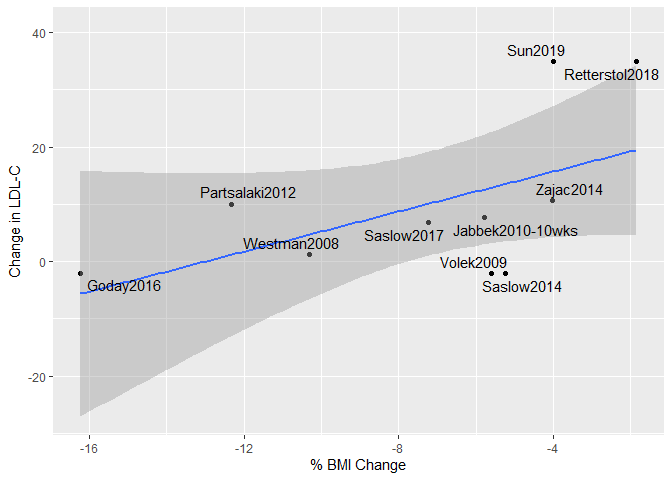 40
20
0
-20
Change in LDL-C
Sun2019
Retterstol2018
Partsalaki2012
Zajac2014
Westman2008
Saslow2017
Jabbek2010-10wks
Volek2009
Goday2016
Saslow2014
-16
-12
-8
-4
% BMI Change